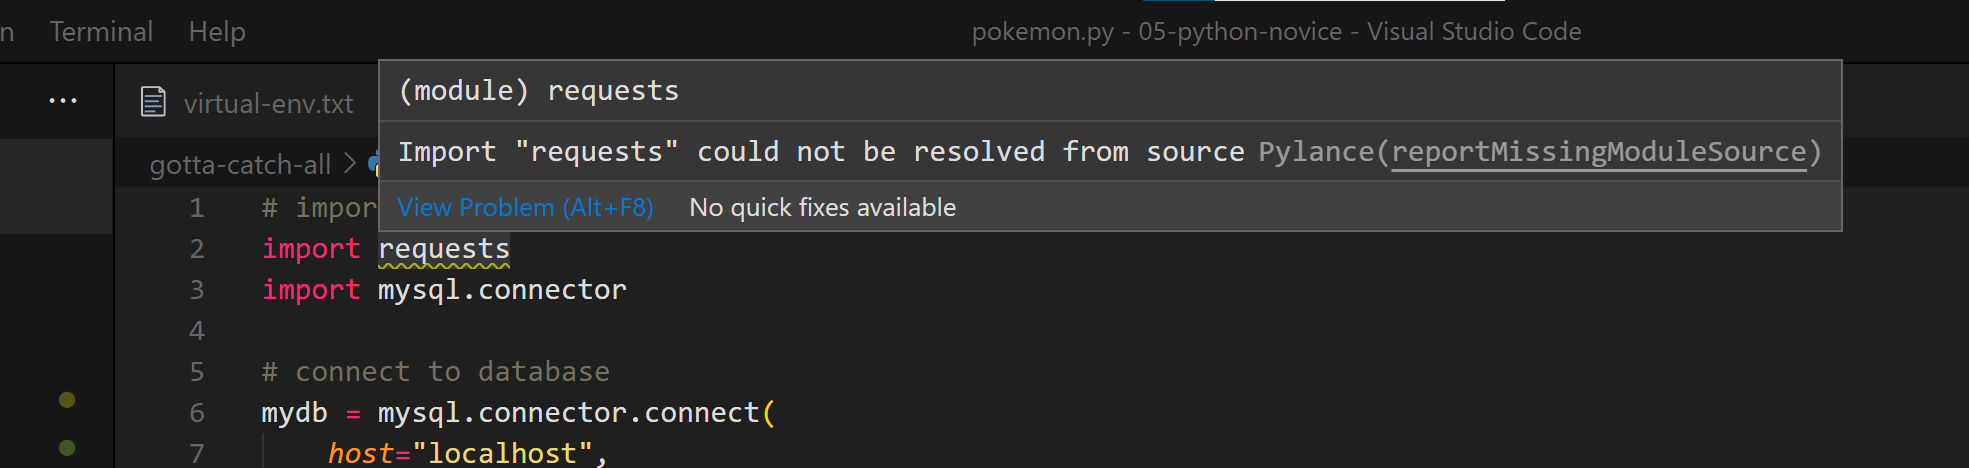 n Terminal Help pokemon.py - 05-python-novice - Visual Studio Code
··· virtual-env.txt
(module) requests
Import "requests" could not be resolved from source Pylance(reportMissingModuleSource)
View Problem (Alt+F8) No quick fixes available
gotta-catch-all >
1 # impor
2 import requests
3 import mysql.connector
4
5 # connect to database
6 mydb = mysql.connector.connect(
7 host="localhost",